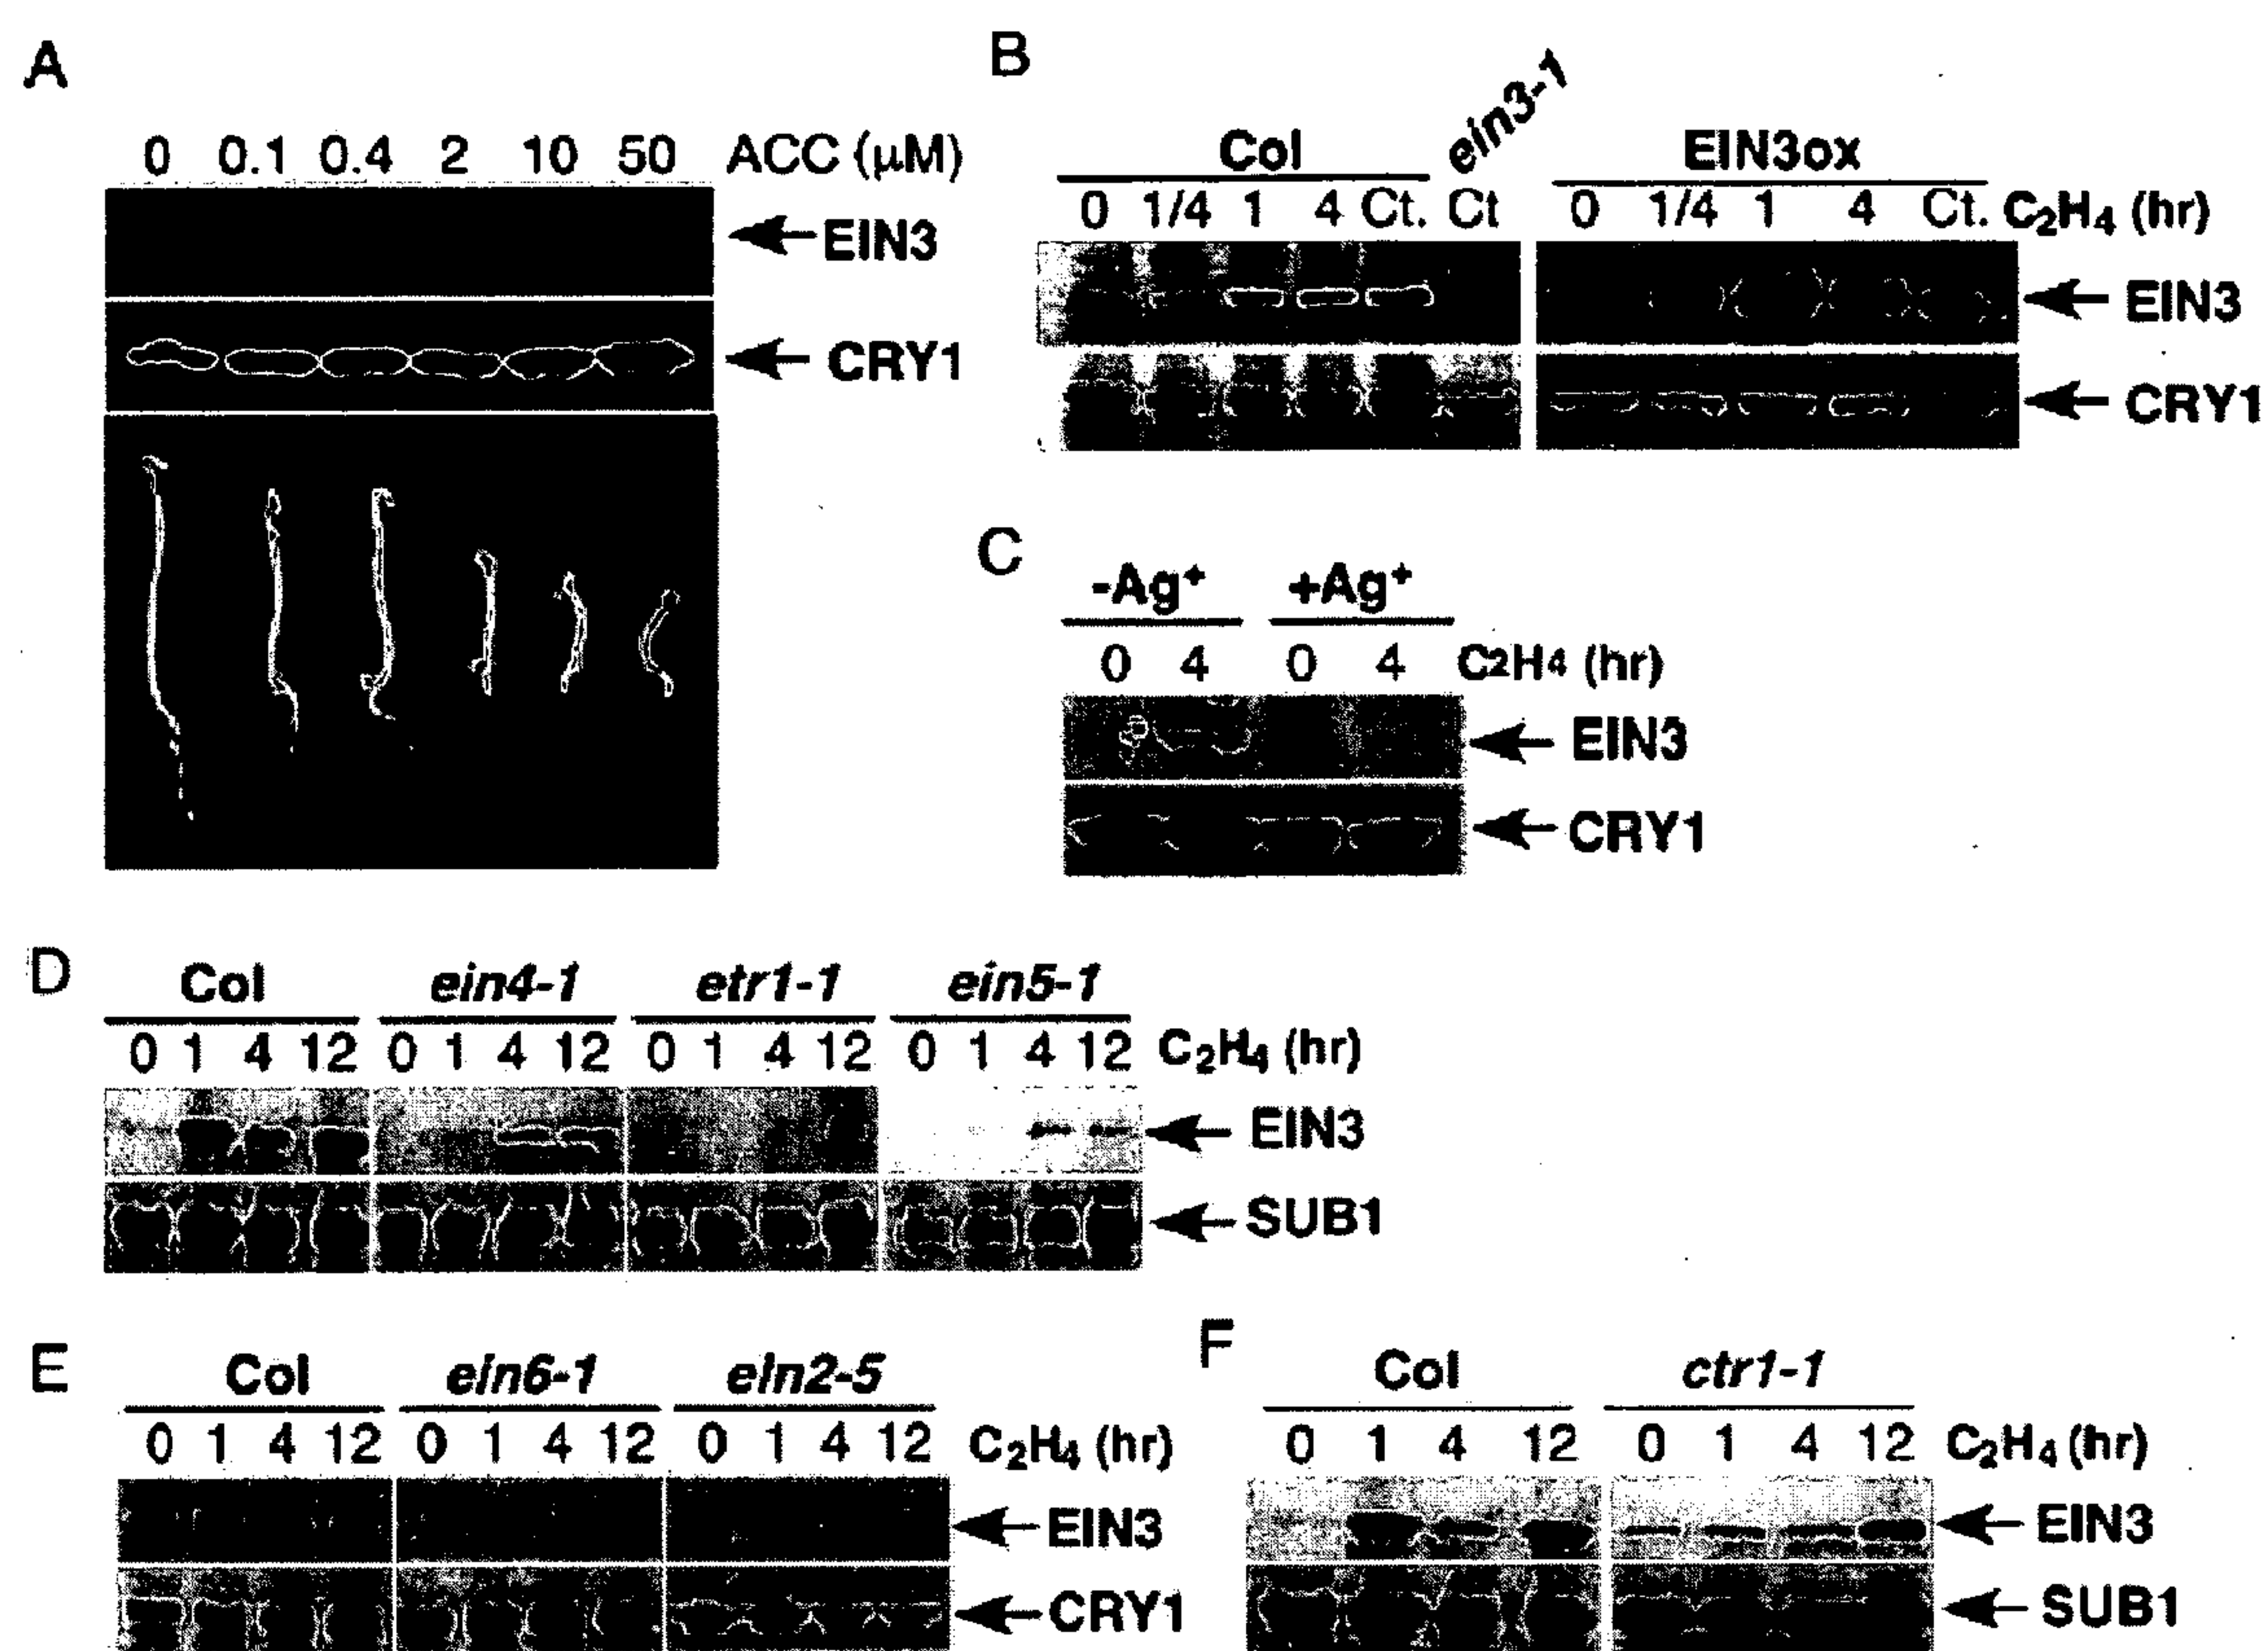 A
0 0.1 0.4 2 10 50 ACC (μM)
EIN3
CRY1
B
Col ein3-1 EIN3ox
0 1/4 1 4 Ct. Ct 0 1/4 1 4 Ct. C₂H₄ (hr)
EIN3
CRY1
C
-Ag⁺ +Ag⁺
0 4 0 4 C2H4 (hr)
EIN3
CRY1
D
Col ein4-1 etr1-1 ein5-1
0 1 4 12 0 1 4 12 0 1 4 12 0 1 4 12 C₂H₄ (hr)
EIN3
SUB1
E
Col ein6-1 ein2-5
0 1 4 12 0 1 4 12 0 1 4 12 C₂H₄ (hr)
EIN3
CRY1
F
Col ctr1-1
0 1 4 12 0 1 4 12 C₂H₄ (hr)
EIN3
SUB1